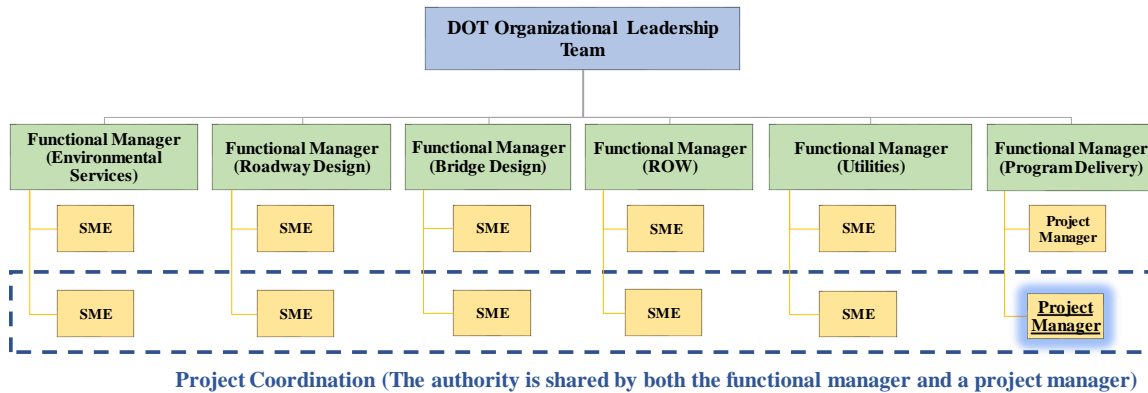 DOT Organizational Leadership
Team
Functional Manager
(Environmental
Services)
Functional Manager
(Roadway Design)
Functional Manager
(Bridge Design)
Functional Manager
(ROW)
Functional Manager
(Utilities)
Functional Manager
(Program Delivery)
SME
SME
SME
SME
SME
Project
Manager
SME
SME
SME
SME
SME
Project
Manager
Project Coordination (The authority is shared by both the functional manager and a project manager)